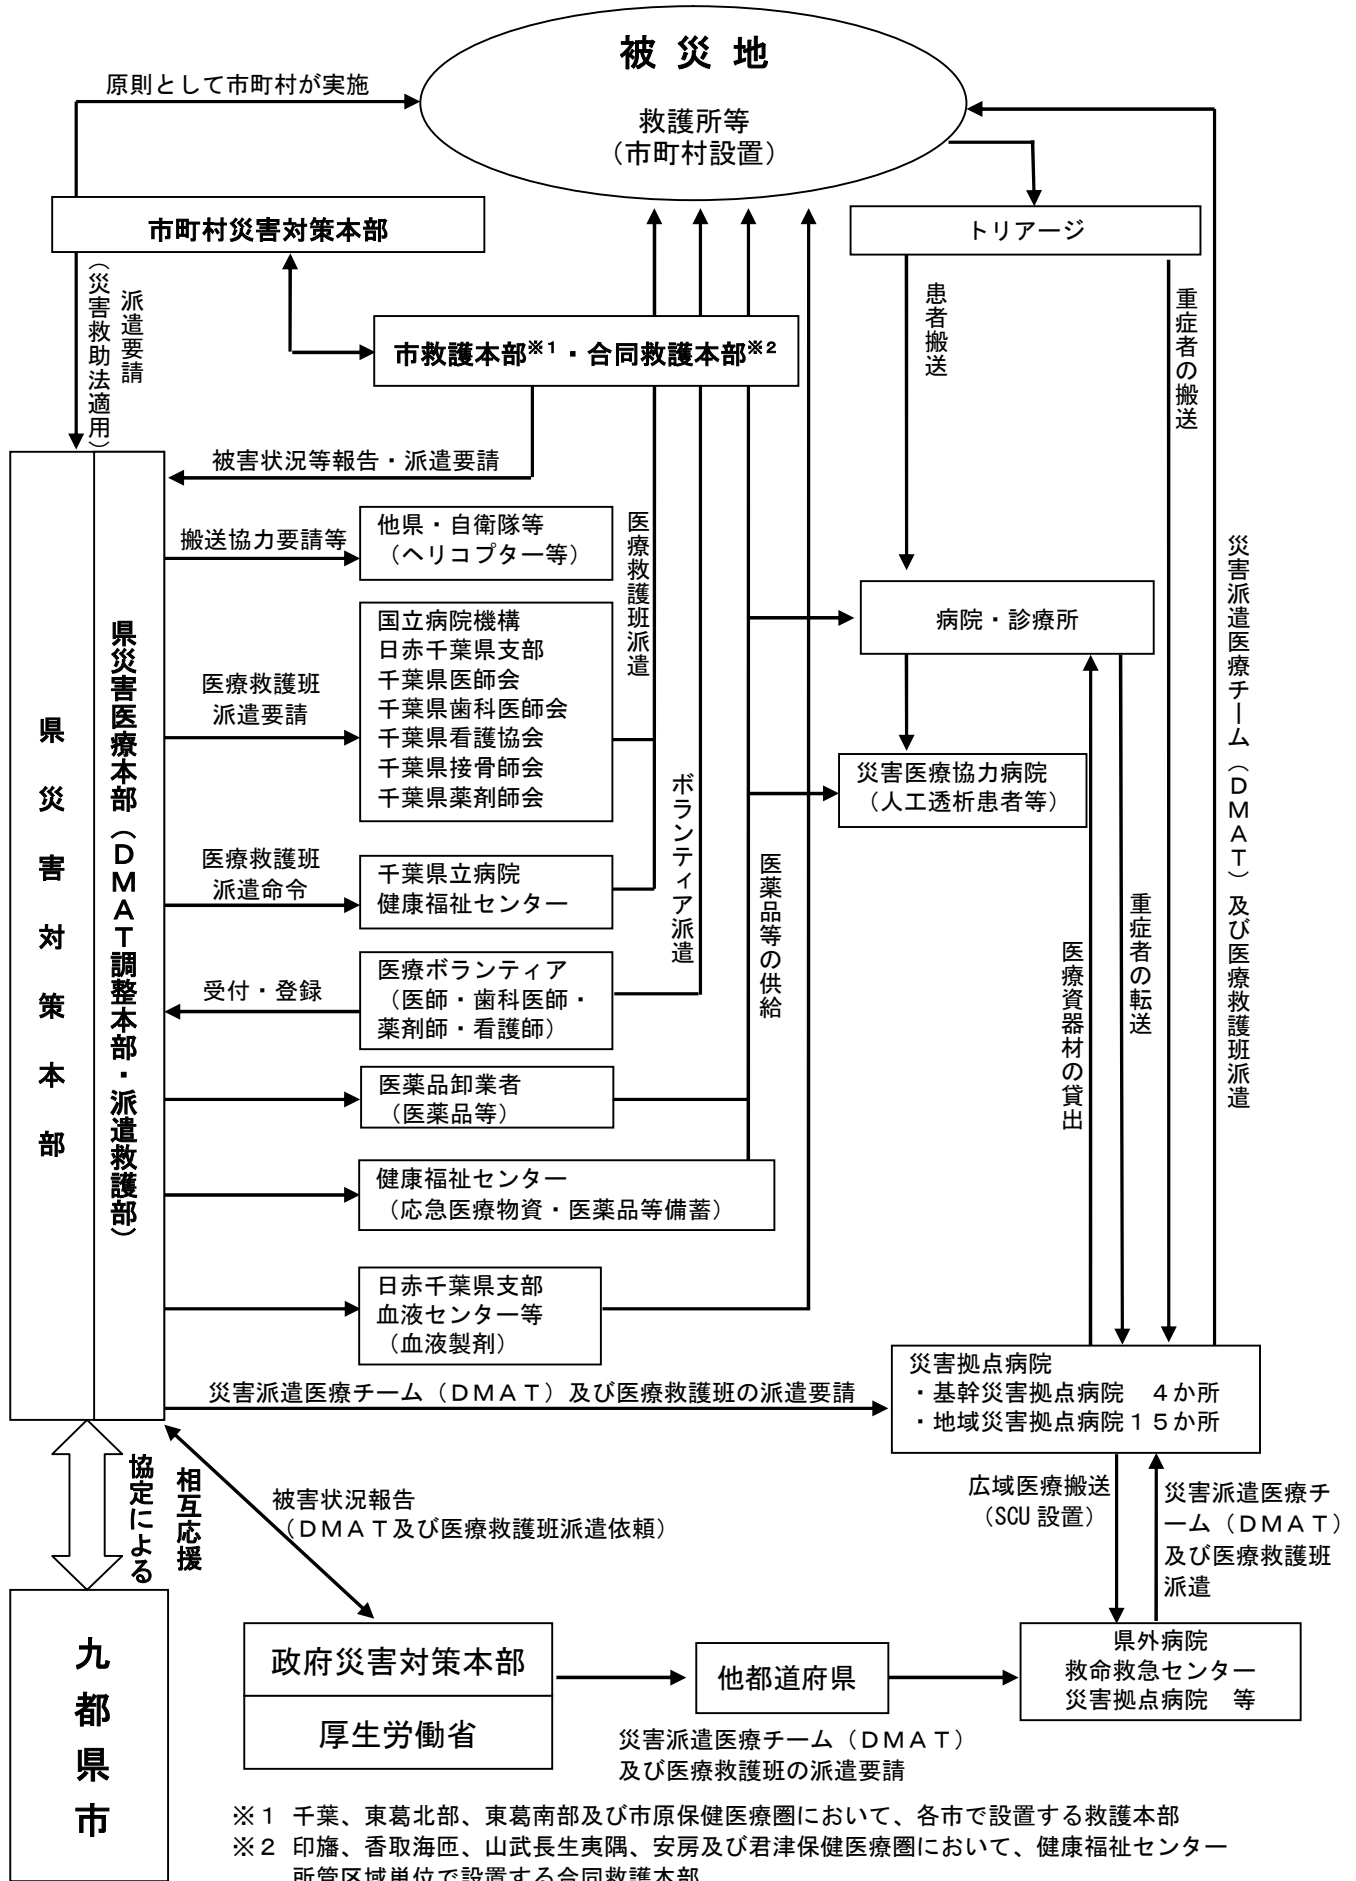 被 災 地
救護所等
（市町村設置）
原則として市町村が実施
市町村災害対策本部
トリアージ
派遣要請
（災害救助法適用）
市救護本部※1・合同救護本部※2
患者搬送
重症者の搬送
被害状況等報告・派遣要請
県 災 害 対 策 本 部
県災害医療本部（ＤＭＡＴ調整本部・派遣救護部）
搬送協力要請等
他県・自衛隊等
（ヘリコプター等）
医療救護班派遣
医療救護班
派遣要請
国立病院機構
日赤千葉県支部
千葉県医師会
千葉県歯科医師会
千葉県看護協会
千葉県接骨師会
千葉県薬剤師会
病院・診療所
災害医療協力病院
（人工透析患者等）
災害派遣医療チーム（ＤＭＡＴ）及び医療救護班派遣
ボランティア派遣
医療救護班
派遣命令
千葉県立病院
健康福祉センター
医薬品等の供給
重症者の転送
医療資器材の貸出
受付・登録
医療ボランティア
（医師・歯科医師・
薬剤師・看護師）
医薬品卸業者
（医薬品等）
健康福祉センター
（応急医療物資・医薬品等備蓄）
日赤千葉県支部
血液センター等
（血液製剤）
災害派遣医療チーム（ＤＭＡＴ）及び医療救護班の派遣要請
災害拠点病院
・基幹災害拠点病院　４か所
・地域災害拠点病院１５か所
協定による
相互応援
被害状況報告
（ＤＭＡＴ及び医療救護班派遣依頼）
広域医療搬送
（SCU 設置）
災害派遣医療チ
ーム（ＤＭＡＴ）
及び医療救護班
派遣
九都県市
政府災害対策本部
厚生労働省
他都道府県
県外病院
救命救急センター
災害拠点病院　等
災害派遣医療チーム（ＤＭＡＴ）
及び医療救護班の派遣要請
※１ 千葉、東葛北部、東葛南部及び市原保健医療圏において、各市で設置する救護本部
※２ 印旛、香取海匝、山武長生夷隅、安房及び君津保健医療圏において、健康福祉センター
所管区域単位で設置する合同救護本部